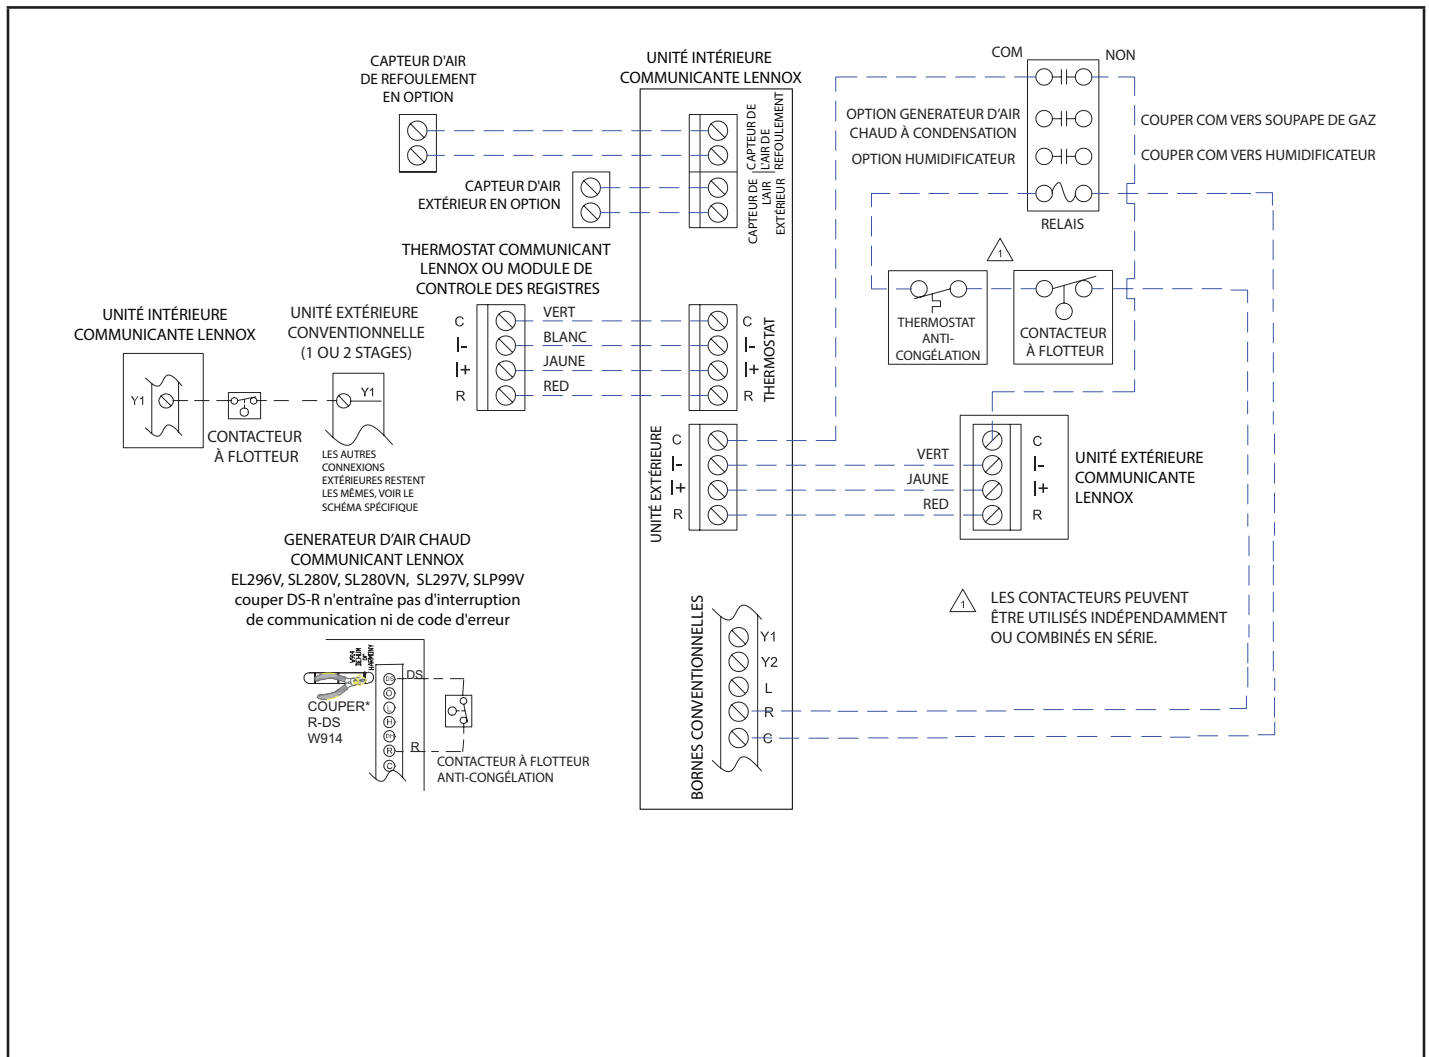 CAPTEUR D'AIR
DE REFOULEMENT
EN OPTION
UNITÉ INTÉRIEURE
COMMUNICANTE LENNOX
CAPTEUR DE
L'AIR DE
REFOULEMENT
CAPTEUR D'AIR
EXTÉRIEUR EN OPTION
CAPTEUR DE
L'AIR
EXTÉRIEUR
COM
NON
OPTION GENERATEUR D'AIR
CHAUD À CONDENSATION
COUPER COM VERS SOUPAPE DE GAZ
OPTION HUMIDIFICATEUR
COUPER COM VERS HUMIDIFICATEUR
RELAIS
1
THERMOSTAT
ANTI-
CONGÉLATION
CONTACTEUR
À FLOTTEUR
THERMOSTAT COMMUNICANT
LENNOX OU MODULE DE
CONTROLE DES REGISTRES
C
I-
I+
R
VERT
BLANC
JAUNE
RED
C
I-
I+
R
THERMOSTAT
UNITÉ INTÉRIEURE
COMMUNICANTE LENNOX
Y1
CONTACTEUR
À FLOTTEUR
UNITÉ EXTÉRIEURE
CONVENTIONNELLE
(1 OU 2 STAGES)
Y1
LES AUTRES
CONNEXIONS
EXTÉRIEURES RESTENT
LES MÊMES, VOIR LE
SCHÉMA SPÉCIFIQUE
UNITÉ EXTÉRIEURE
C
I-
I+
R
VERT
JAUNE
RED
C
I-
I+
R
UNITÉ EXTÉRIEURE
COMMUNICANTE
LENNOX
GENERATEUR D'AIR CHAUD
COMMUNICANT LENNOX
EL296V, SL280V, SL280VN, SL297V, SLP99V
couper DS-R n'entraîne pas d'interruption
de communication ni de code d'erreur
W914
DEHUM
OF
HARMONY
DS
O
L
H
DH
R
C
DS
R
COUPER*
R-DS
W914
CONTACTEUR À FLOTTEUR
ANTI-CONGÉLATION
BORNES CONVENTIONNELLES
Y1
Y2
L
R
C
1
LES CONTACTEURS PEUVENT
ÊTRE UTILISÉS INDÉPENDAMMENT
OU COMBINÉS EN SÉRIE.